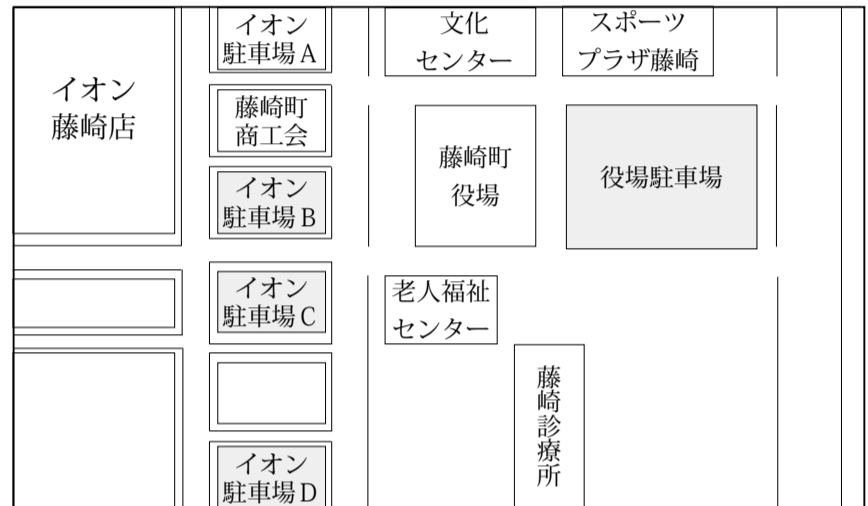 イオン
藤崎店
イオン
駐車場A
藤崎町
商工会
イオン
駐車場B
イオン
駐車場C
イオン
駐車場D
文化
センター
スポーツ
プラザ藤崎
藤崎町
役場
役場駐車場
老人福祉
センター
藤崎診療所